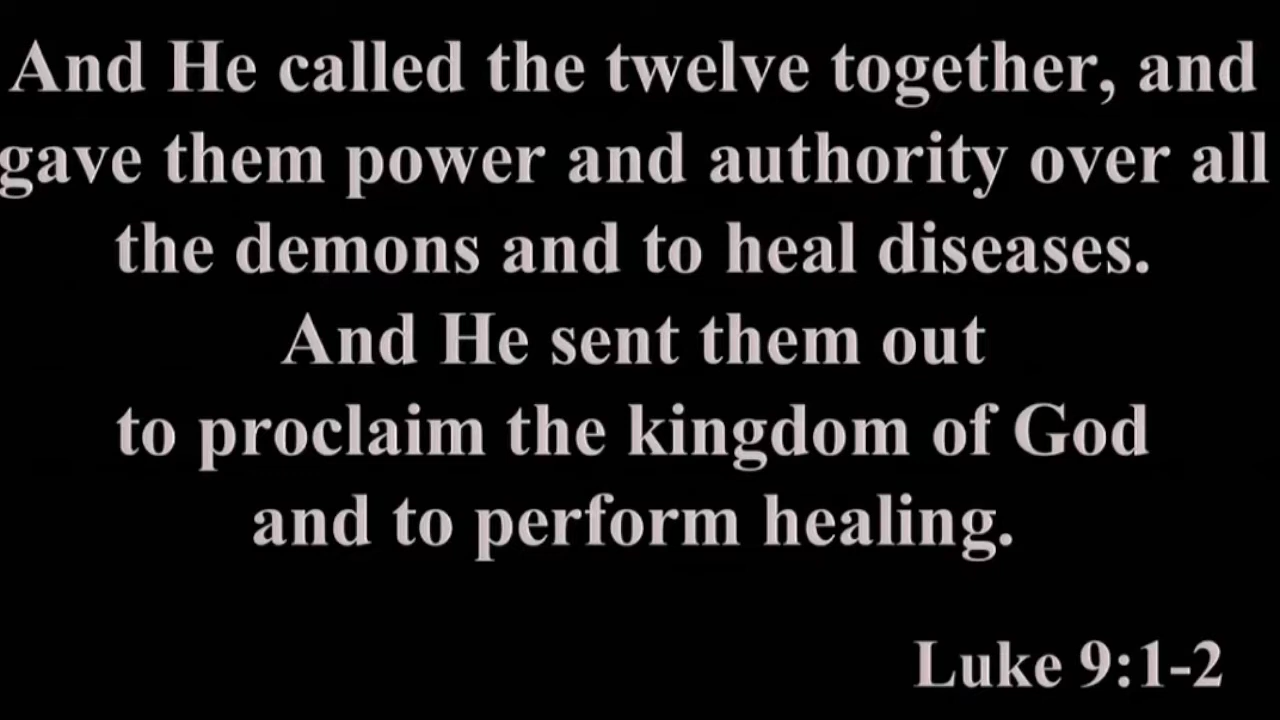 And He called the twelve together, and
gave them power and authority over all
the demons and to heal diseases.
And He sent them out
to proclaim the kingdom of God
and to perform healing.
Luke 9:1-2